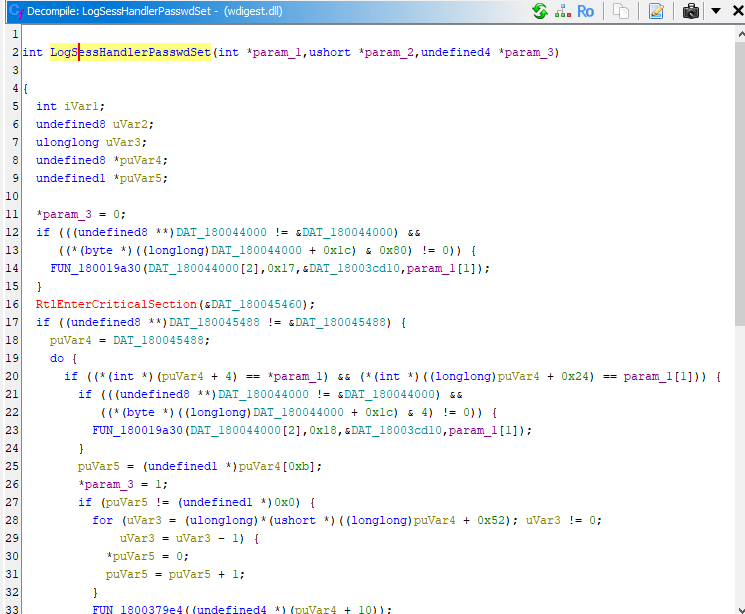 Decompile: LogSessHandlerPasswdSet - (wdigest.dll)
Ro
1
2 int LogSessHandlerPasswdSet(int *param_1,ushort *param_2,undefined4 *param_3)
3
4 {
5 int iVar1;
6 undefined8 uVar2;
7 ulonglong uVar3;
8 undefined8 *puVar4;
9 undefined1 *puVar5;
10
11 *param_3 = 0;
12 if (((undefined8 **)DAT_180044000 != &DAT_180044000) &&
13 ((*(byte *)((longlong)DAT_180044000 + 0x1c) & 0x80) != 0)) {
14 FUN_180019a30(DAT_180044000[2],0x17,&DAT_18003cd10,param_1[1]);
15 }
16 RtlEnterCriticalSection(&DAT_180045460);
17 if ((undefined8 **)DAT_180045488 != &DAT_180045488) {
18 puVar4 = DAT_180045488;
19 do {
20 if ((*(int *)(puVar4 + 4) == *param_1) && (*(int *)((longlong)puVar4 + 0x24) == param_1[1])) {
21 if (((undefined8 **)DAT_180044000 != &DAT_180044000) &&
22 ((*(byte *)((longlong)DAT_180044000 + 0x1c) & 4) != 0)) {
23 FUN_180019a30(DAT_180044000[2],0x18,&DAT_18003cd10,param_1[1]);
24 }
25 puVar5 = (undefined1 *)puVar4[0xb];
26 *param_3 = 1;
27 if (puVar5 != (undefined1 *)0x0) {
28 for (uVar3 = (ulonglong)*(ushort *)((longlong)puVar4 + 0x52); uVar3 != 0;
29 uVar3 = uVar3 - 1) {
30 *puVar5 = 0;
31 puVar5 = puVar5 + 1;
32 }
33 FUN_1800379e4((undefined4 *)(puVar4 + 10));